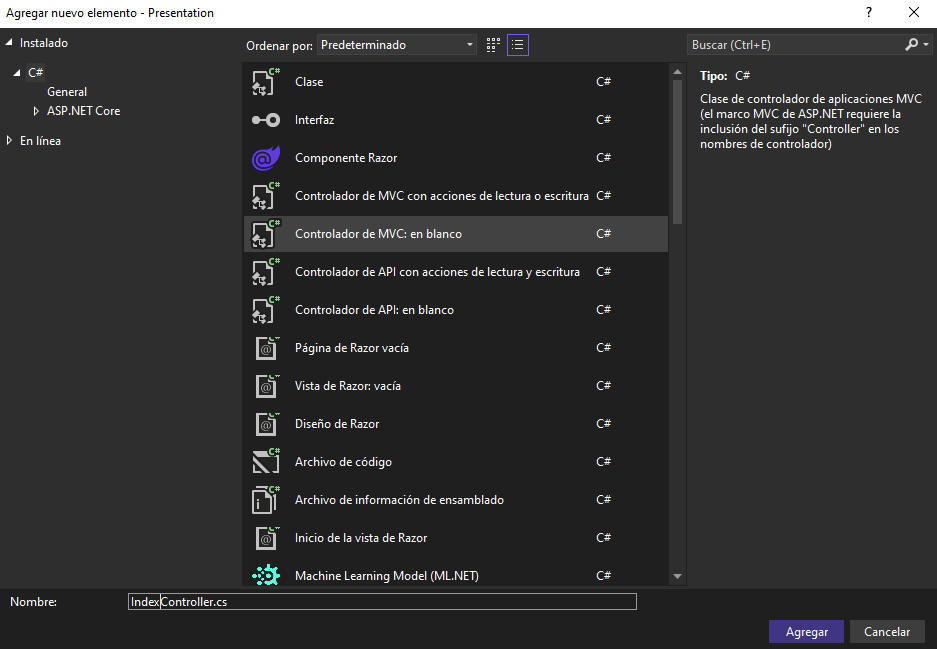 Agregar nuevo elemento - Presentation
?
Instalado
C#
General
ASP.NET Core
En línea
Ordenar por: Predeterminado
Buscar (Ctrl+E)
Clase C#
Interfaz C#
Componente Razor C#
Controlador de MVC con acciones de lectura o escritura C#
Controlador de MVC: en blanco C#
Controlador de API con acciones de lectura y escritura C#
Controlador de API: en blanco C#
Página de Razor vacía C#
Vista de Razor: vacía C#
Diseño de Razor C#
Archivo de código C#
Archivo de información de ensamblado C#
Inicio de la vista de Razor C#
Machine Learning Model (ML.NET) C#
Tipo: C#
Clase de controlador de aplicaciones MVC
(el marco MVC de ASP.NET requiere la
inclusión del sufijo "Controller" en los
nombres de controlador)
Nombre: IndexController.cs
Agregar
Cancelar